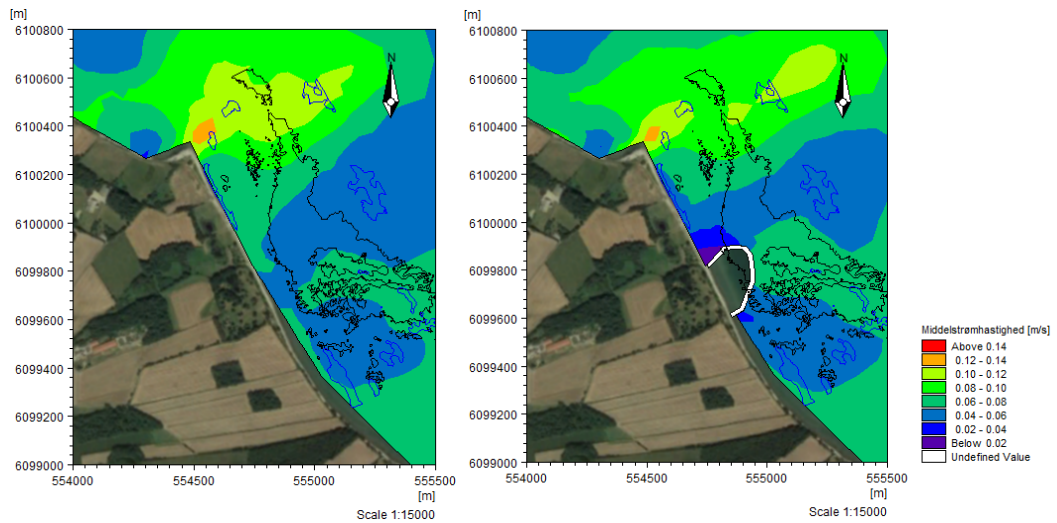 [m]
6100800
6100600
6100400
6100200
6100000
6099800
6099600
6099400
6099200
6099000
N
554000
554500
555000
555500
[m]
Scale 1:15000
[m]
6100800
6100600
6100400
6100200
6100000
6099800
6099600
6099400
6099200
6099000
N
554000
554500
555000
555500
[m]
Scale 1:15000
Middelstrømhastighed [m/s]
Above 0.14
0.12 - 0.14
0.10 - 0.12
0.08 - 0.10
0.06 - 0.08
0.04 - 0.06
0.02 - 0.04
Below 0.02
Undefined Value